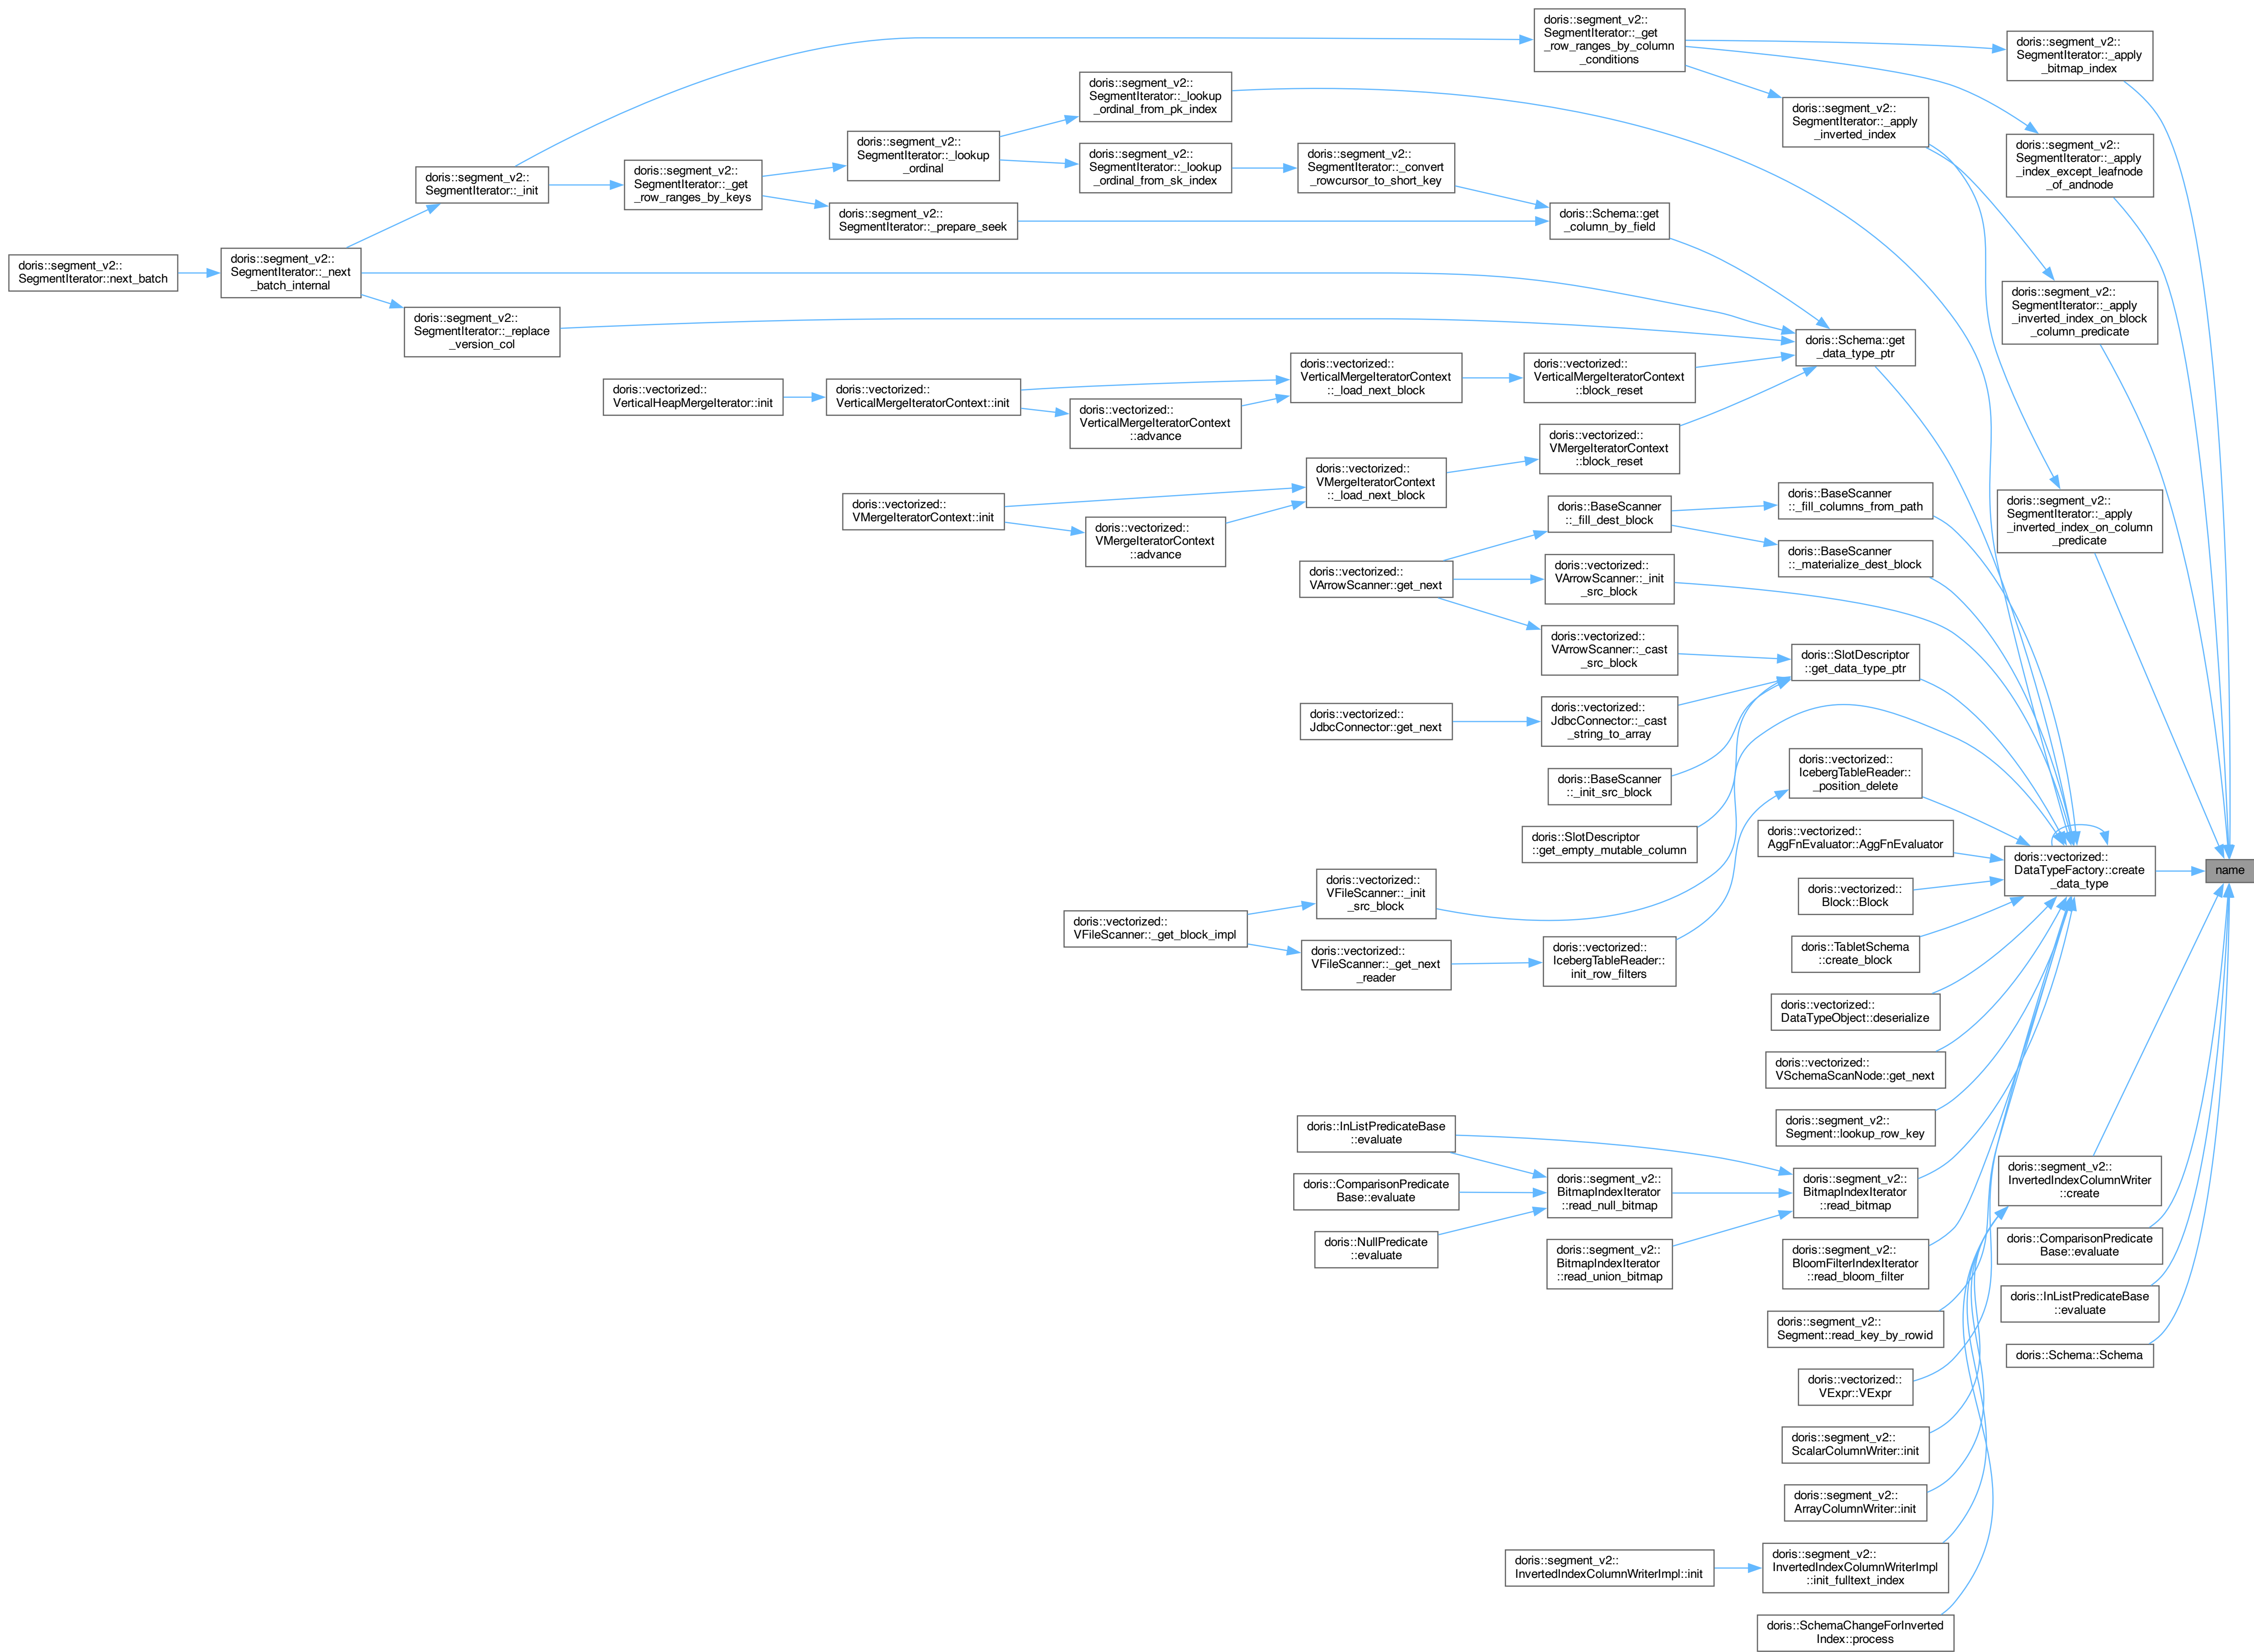 doris::segment_v2::
SegmentIterator::next_batch
doris::segment_v2::
SegmentIterator::_next
_batch_internal
doris::segment_v2::
SegmentIterator::_init
doris::segment_v2::
SegmentIterator::_replace
_version_col
doris::segment_v2::
SegmentIterator::_get
_row_ranges_by_keys
doris::segment_v2::
SegmentIterator::_lookup
_ordinal
doris::segment_v2::
SegmentIterator::_prepare_seek
doris::segment_v2::
SegmentIterator::_lookup
_ordinal_from_pk_index
doris::segment_v2::
SegmentIterator::_lookup
_ordinal_from_sk_index
doris::segment_v2::
SegmentIterator::_convert
_rowcursor_to_short_key
doris::segment_v2::
SegmentIterator::_get
_row_ranges_by_column
_conditions
doris::Schema::get
_column_by_field
doris::segment_v2::
SegmentIterator::_apply
_bitmap_index
doris::segment_v2::
SegmentIterator::_apply
_inverted_index
doris::segment_v2::
SegmentIterator::_apply
_index_except_leafnode
_of_andnode
doris::segment_v2::
SegmentIterator::_apply
_inverted_index_on_block
_column_predicate
doris::segment_v2::
SegmentIterator::_apply
_inverted_index_on_column
_predicate
doris::Schema::get
_data_type_ptr
doris::vectorized::
VerticalHeapMergeIterator::init
doris::vectorized::
VerticalMergeIteratorContext::init
doris::vectorized::
VerticalMergeIteratorContext
::advance
doris::vectorized::
VerticalMergeIteratorContext
::_load_next_block
doris::vectorized::
VerticalMergeIteratorContext
::block_reset
doris::vectorized::
VMergeIteratorContext::init
doris::vectorized::
VMergeIteratorContext
::advance
doris::vectorized::
VMergeIteratorContext
::_load_next_block
doris::vectorized::
VMergeIteratorContext
::block_reset
doris::BaseScanner
::_fill_dest_block
doris::BaseScanner
::_fill_columns_from_path
doris::BaseScanner
::_materialize_dest_block
doris::vectorized::
VArrowScanner::get_next
doris::vectorized::
VArrowScanner::_init
_src_block
doris::vectorized::
VArrowScanner::_cast
_src_block
doris::SlotDescriptor
::get_data_type_ptr
doris::vectorized::
JdbcConnector::get_next
doris::vectorized::
JdbcConnector::_cast
_string_to_array
doris::BaseScanner
::_init_src_block
doris::SlotDescriptor
::get_empty_mutable_column
doris::vectorized::
IcebergTableReader::
_position_delete
doris::vectorized::
AggFnEvaluator::AggFnEvaluator
doris::vectorized::
Block::Block
doris::TabletSchema
::create_block
doris::vectorized::
DataTypeFactory::create
_data_type
name
doris::vectorized::
VFileScanner::_get_block_impl
doris::vectorized::
VFileScanner::_init
_src_block
doris::vectorized::
VFileScanner::_get_next
_reader
doris::vectorized::
IcebergTableReader::
init_row_filters
doris::vectorized::
DataTypeObject::deserialize
doris::vectorized::
VSchemaScanNode::get_next
doris::segment_v2::
Segment::lookup_row_key
doris::InListPredicateBase
::evaluate
doris::ComparisonPredicate
Base::evaluate
doris::NullPredicate
::evaluate
doris::segment_v2::
BitmapIndexIterator
::read_null_bitmap
doris::segment_v2::
BitmapIndexIterator
::read_union_bitmap
doris::segment_v2::
BitmapIndexIterator
::read_bitmap
doris::segment_v2::
BloomFilterIndexIterator
::read_bloom_filter
doris::segment_v2::
InvertedIndexColumnWriter
::create
doris::ComparisonPredicate
Base::evaluate
doris::InListPredicateBase
::evaluate
doris::Schema::Schema
doris::segment_v2::
Segment::read_key_by_rowid
doris::vectorized::
VExpr::VExpr
doris::segment_v2::
ScalarColumnWriter::init
doris::segment_v2::
ArrayColumnWriter::init
doris::segment_v2::
InvertedIndexColumnWriterImpl::init
doris::segment_v2::
InvertedIndexColumnWriterImpl
::init_fulltext_index
doris::SchemaChangeForInverted
Index::process